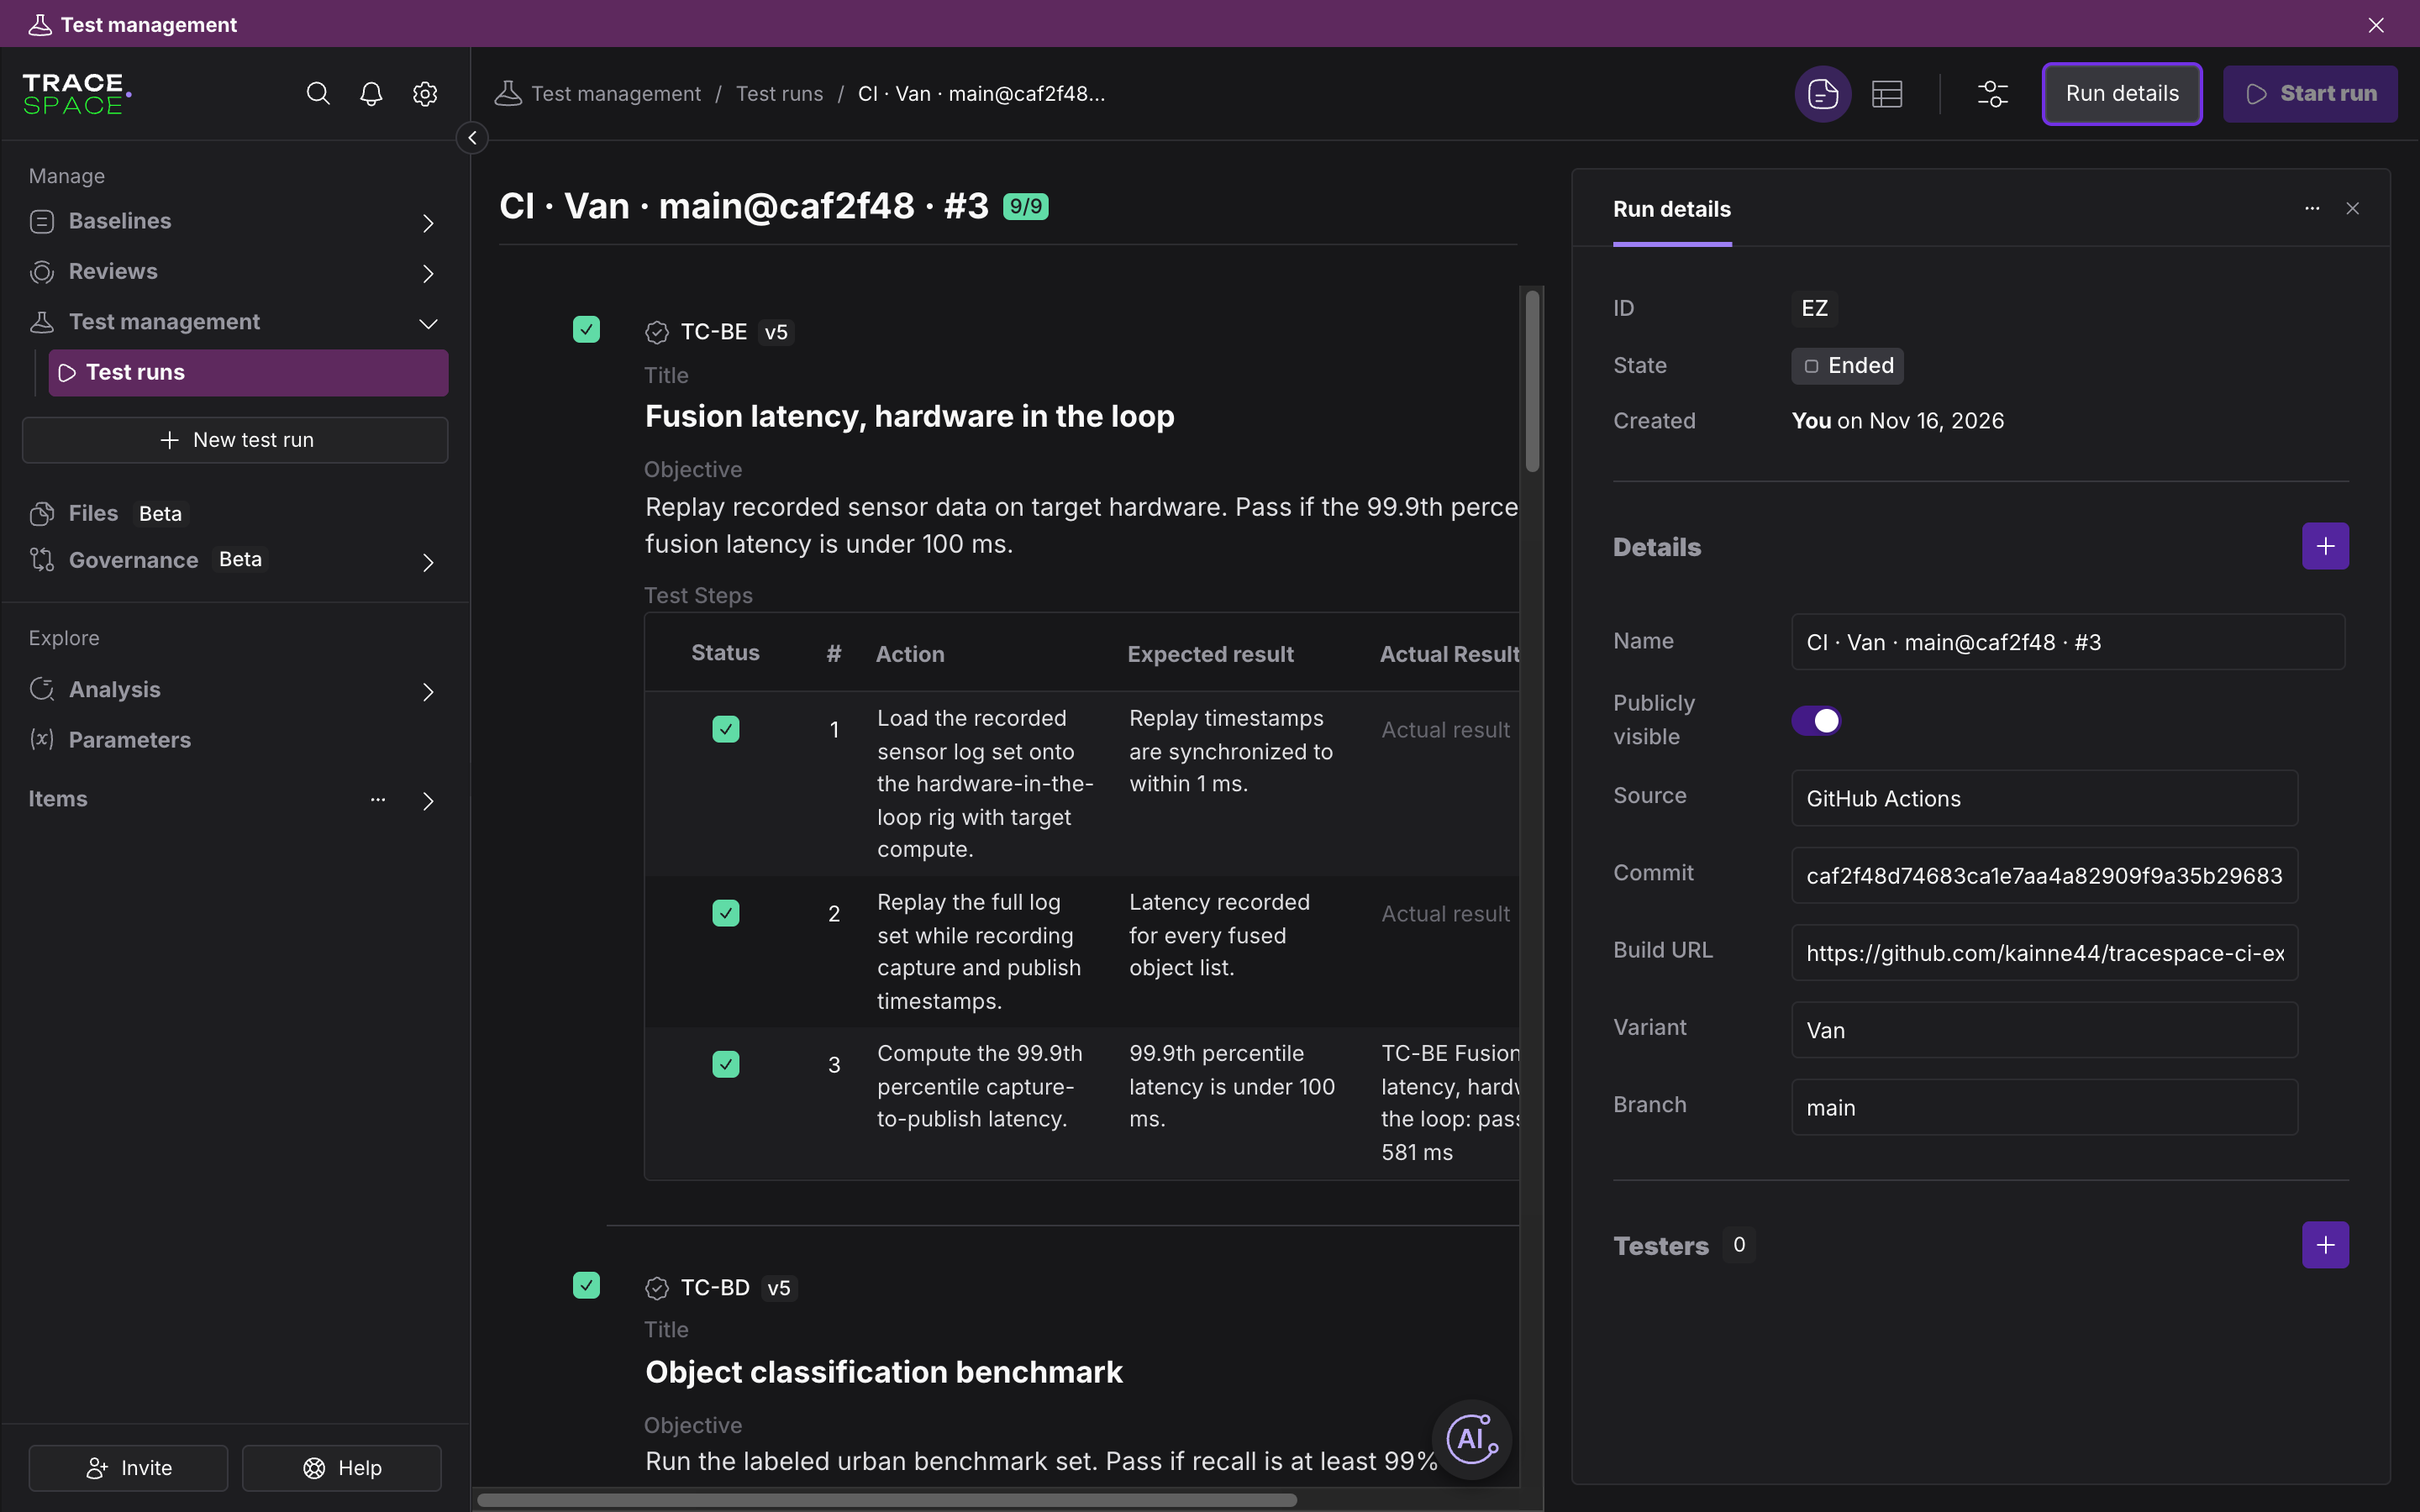 Test management
TRACE
SPACE
Manage
Baselines
Reviews
Test management
Test runs
New test run
Files Beta
Governance Beta
Explore
Analysis
Parameters
Items
Invite
Help
Test management / Test runs / CI · Van · main@caf2f48...
Run details
Start run
CI · Van · main@caf2f48 · #3 9/9
TC-BE v5
Title
Fusion latency, hardware in the loop
Objective
Replay recorded sensor data on target hardware. Pass if the 99.9th perce
fusion latency is under 100 ms.
Test Steps
Status # Action Expected result Actual Result
1
Load the recorded
sensor log set onto
the hardware-in-the-
loop rig with target
compute.
Replay timestamps
are synchronized to
within 1 ms.
Actual result
2
Replay the full log
set while recording
capture and publish
timestamps.
Latency recorded
for every fused
object list.
Actual result
3
Compute the 99.9th
percentile capture-
to-publish latency.
99.9th percentile
latency is under 100
ms.
TC-BE Fusion
latency, hardw
the loop: pass
581 ms
TC-BD v5
Title
Object classification benchmark
Objective
Run the labeled urban benchmark set. Pass if recall is at least 99%
AI
Run details
ID EZ
State Ended
Created You on Nov 16, 2026
Details
Name CI · Van · main@caf2f48 · #3
Publicly
visible
Source GitHub Actions
Commit caf2f48d74683ca1e7aa4a82909f9a35b29683
Build URL https://github.com/kainne44/tracespace-ci-ex
Variant Van
Branch main
Testers 0